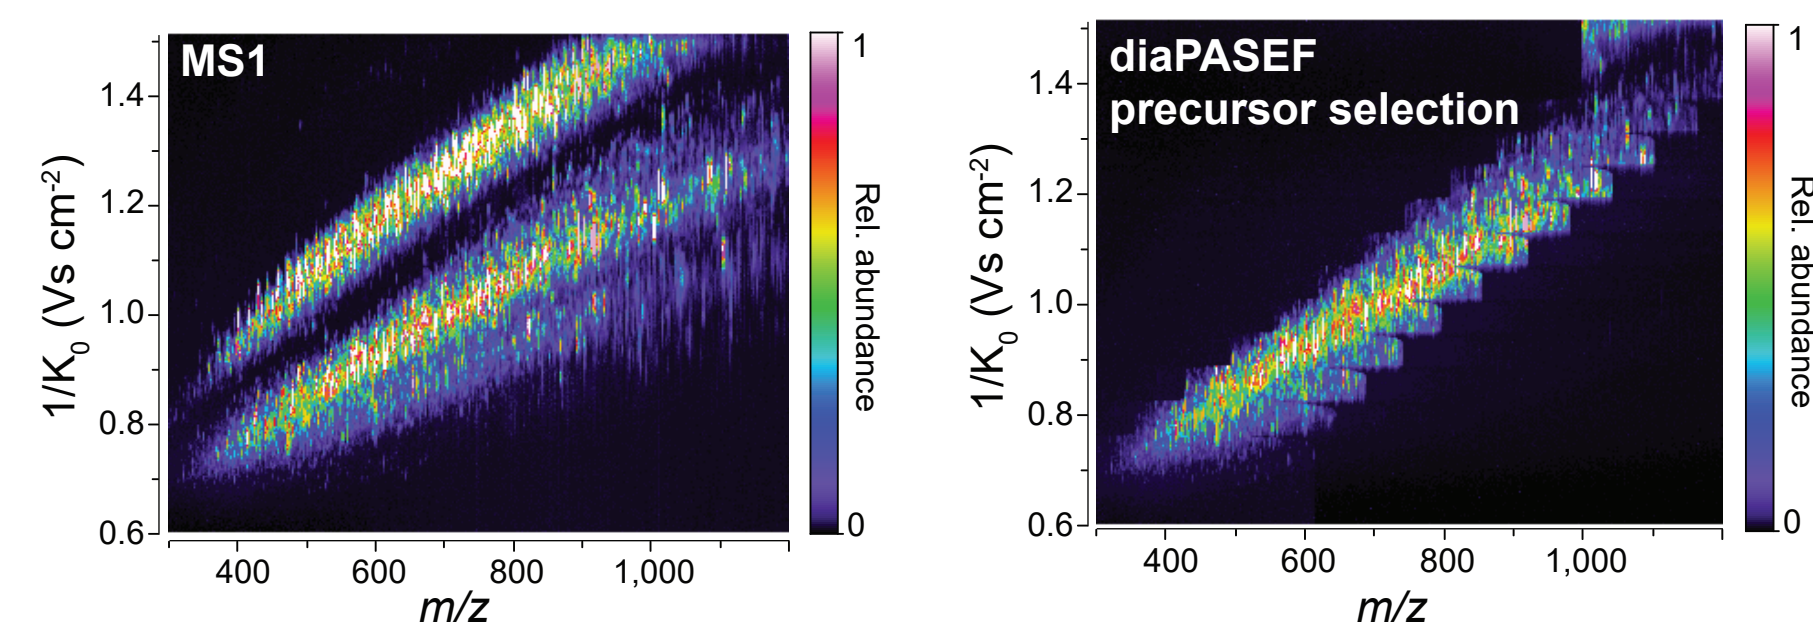 MS1
1.4
1.2
1.0
0.8
0.6
1/K0 (Vs cm-2)
400 600 800 1,000
m/z
1
Rel. abundance
0
diaPASEF
precursor selection
1.4
1.2
1.0
0.8
0.6
1/K0 (Vs cm-2)
400 600 800 1,000
m/z
1
Rel. abundance
0